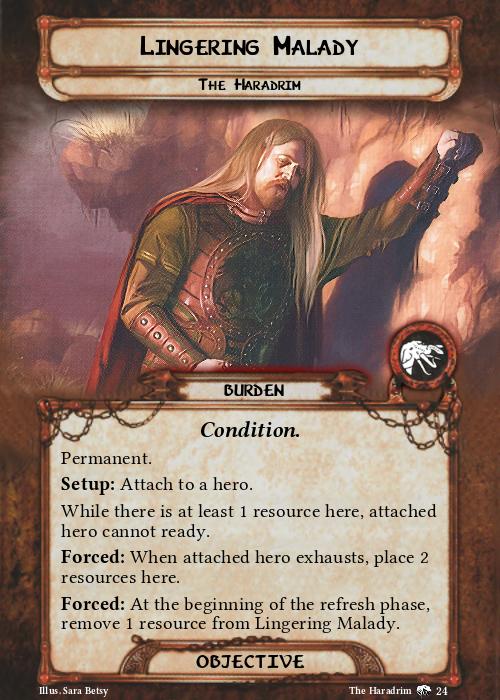 Lingering Malady
The Haradrim
Burden
Condition.
Permanent.
Setup: Attach to a hero.
While there is at least 1 resource here, attached
hero cannot ready.
Forced: When attached hero exhausts, place 2
resources here.
Forced: At the beginning of the refresh phase,
remove 1 resource from Lingering Malady.
OBJECTIVE
Illus. Sara Betsy
The Haradrim 24